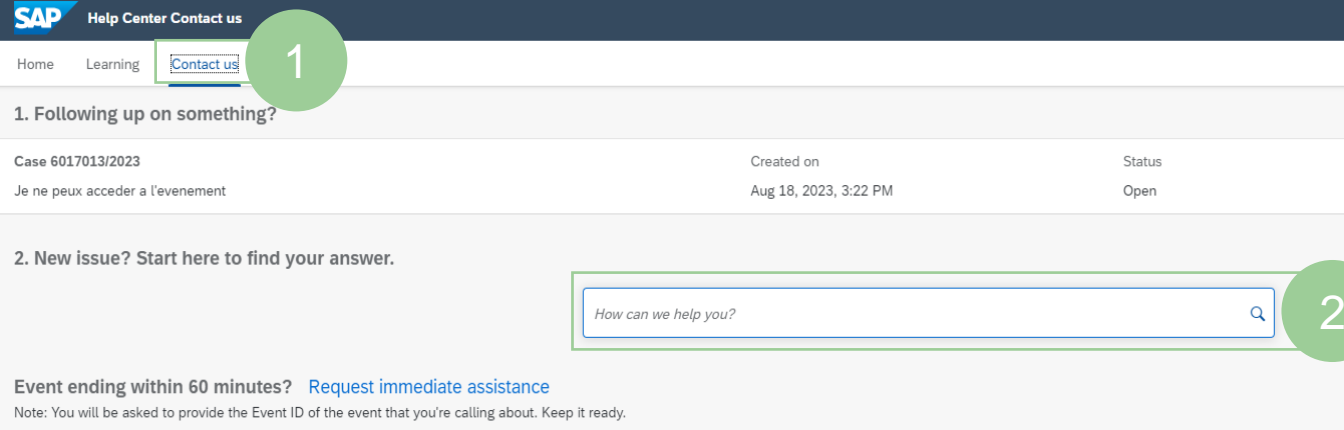 SAP Help Center Contact us
Home Learning Contact us 1
1. Following up on something?
Case 6017013/2023 Created on Status
Je ne peux acceder a l'evenement Aug 18, 2023, 3:22 PM Open
2. New issue? Start here to find your answer.
How can we help you? 2
Event ending within 60 minutes? Request immediate assistance
Note: You will be asked to provide the Event ID of the event that you're calling about. Keep it ready.